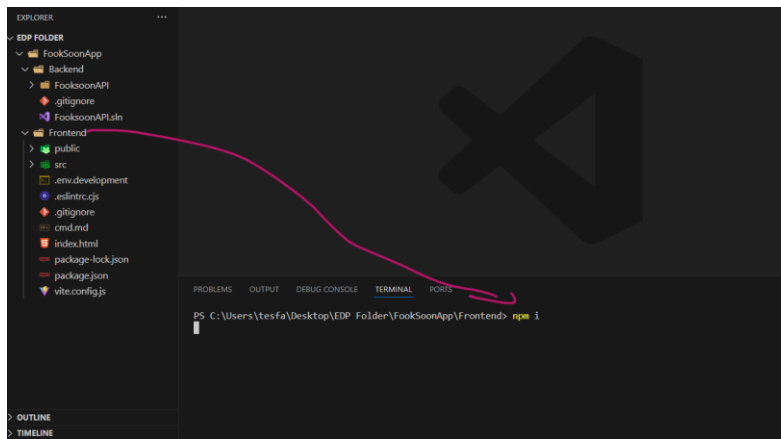 EXPLORER
EDP FOLDER
FookSoonApp
Backend
FooksoonAPI
.gitignore
FooksoonAPI.sln
Frontend
public
src
.env.development
.eslintrc.cjs
.gitignore
cmd.md
index.html
package-lock.json
package.json
vite.config.js
OUTLINE
TIMELINE
PROBLEMS OUTPUT DEBUG CONSOLE TERMINAL PORTS
PS C:\Users\tesfa\Desktop\EDP Folder\FookSoonApp\Frontend> npm i